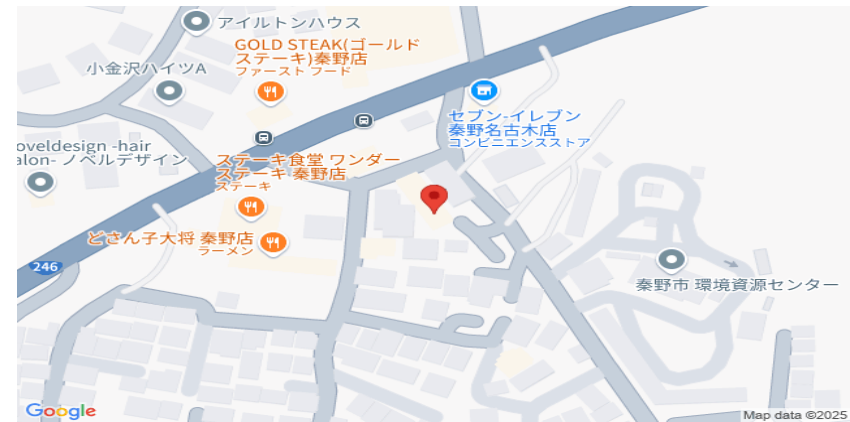 アイルトンハウス
GOLD STEAK(ゴールド
ステーキ)秦野店
ファースト フード
小金沢ハイツA
セブン-イレブン
秦野名古木店
コンビニエンスストア
oveldesign -hair
alon- ノベルデザイン
ステーキ食堂 ワンダー
ステーキ 秦野店
ステーキ
どさん子大将 秦野店
ラーメン
246
秦野市 環境資源センター
Google
Map data ©2025